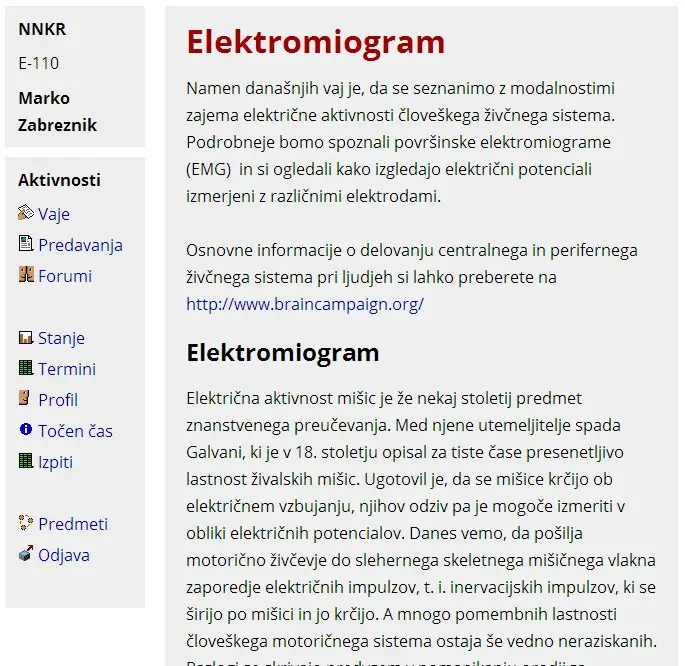 NNKR
E-110
Marko
Zabreznik
Aktivnosti
Vaje
Predavanja
Forumi
Stanje
Termini
Profil
Točen čas
Izpiti
Predmeti
Odjava
Elektromiogram
Namen današnjih vaj je, da se seznanimo z modalnostimi
zajema električne aktivnosti človeškega živčnega sistema.
Podrobneje bomo spoznali površinske elektromiograme
(EMG)  in si ogledali kako izgledajo električni potenciali
izmerjeni z različnimi elektrodami.
Osnovne informacije o delovanju centralnega in perifernega
živčnega sistema pri ljudjeh si lahko preberete na
http://www.braincampaign.org/
Elektromiogram
Električna aktivnost mišic je že nekaj stoletij predmet
znanstvenega preučevanja. Med njene utemeljitelje spada
Galvani, ki je v 18. stoletju opisal za tiste čase presenetljivo
lastnost živalskih mišic. Ugotovil je, da se mišice krčijo ob
električnem vzbujanju, njihov odziv pa je mogoče izmeriti v
obliki električnih potencialov. Danes vemo, da pošilja
motorično živčevje do slehernega skeletnega mišičnega vlakna
zaporedje električnih impulzov, t. i. inervacijskih impulzov, ki se
širijo po mišici in jo krčijo. A mnogo pomembnih lastnosti
človeškega motoričnega sistema ostaja še vedno neraziskanih.